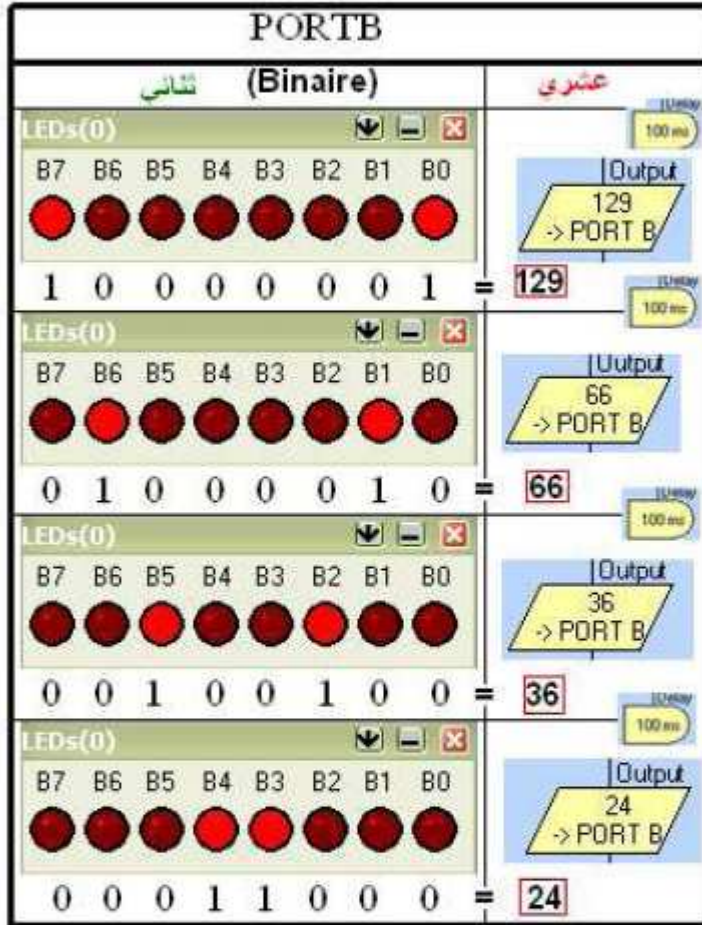 PORTB
ثنائي (Binaire)
عشري
Delay
100 ms
LEDs(0)
B7 B6 B5 B4 B3 B2 B1 B0
Output
129
-> PORT B
1 0 0 0 0 0 0 1 = 129
Delay
100 ms
LEDs(0)
B7 B6 B5 B4 B3 B2 B1 B0
Output
66
-> PORT B
0 1 0 0 0 0 1 0 = 66
Delay
100 ms
LEDs(0)
B7 B6 B5 B4 B3 B2 B1 B0
Output
36
-> PORT B
0 0 1 0 0 1 0 0 = 36
Delay
100 ms
LEDs(0)
B7 B6 B5 B4 B3 B2 B1 B0
Output
24
-> PORT B
0 0 0 1 1 0 0 0 = 24